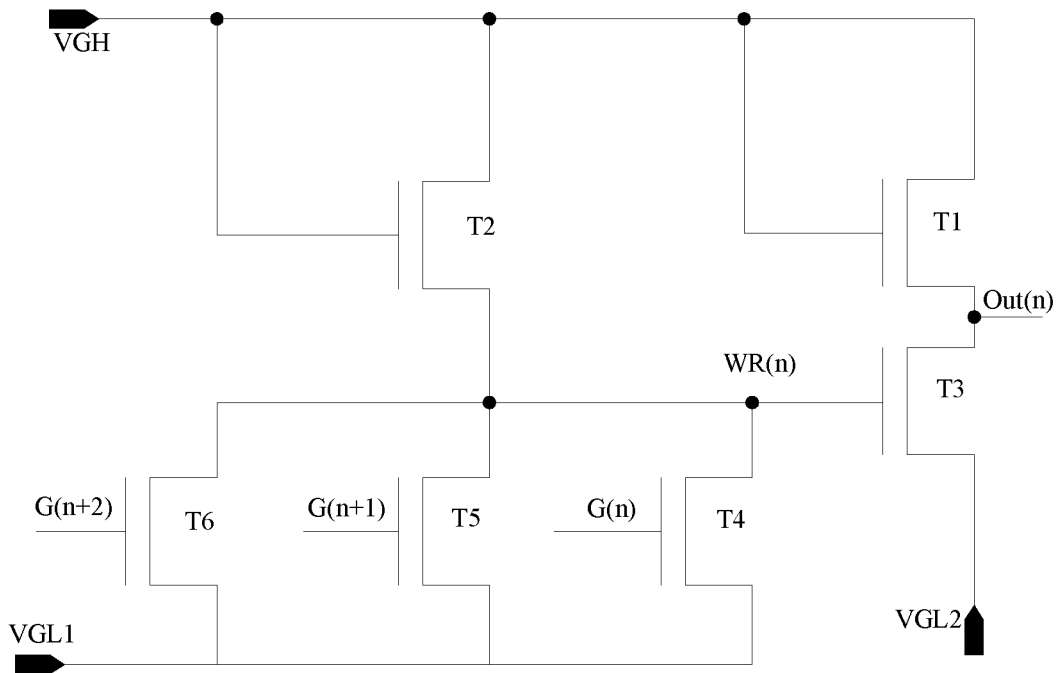 VGH
T2
T1
Out(n)
WR(n)
T3
G(n+2)
T6
G(n+1)
T5
G(n)
T4
VGL1
VGL2